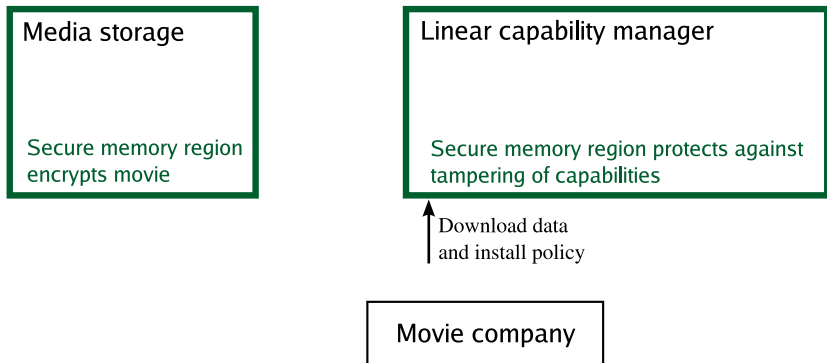 Media storage
Secure memory region
encrypts movie
Linear capability manager
Secure memory region protects against
tampering of capabilities
Download data
and install policy
Movie company